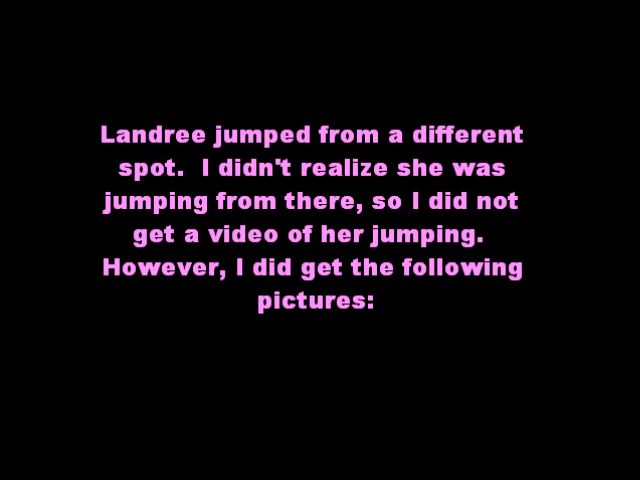 Landree jumped from a different
spot.  I didn't realize she was
jumping from there, so I did not
get a video of her jumping.
However, I did get the following
pictures: